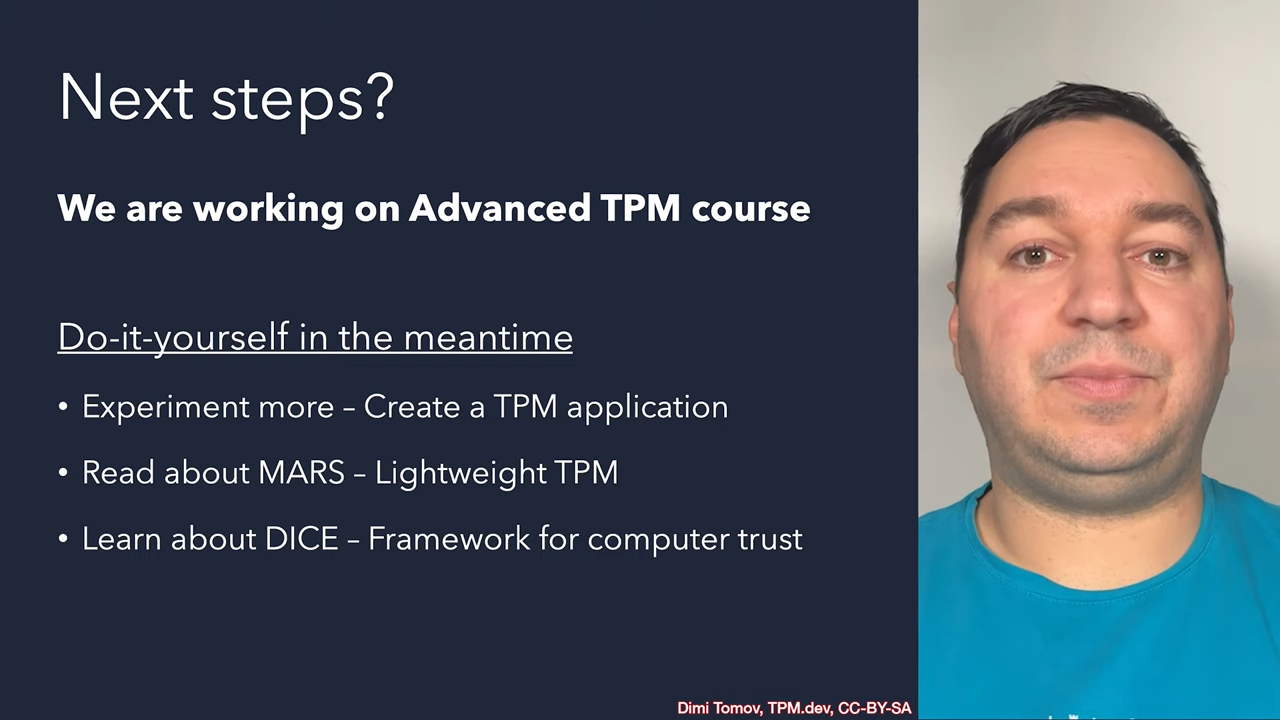 Next steps?
We are working on Advanced TPM course
Do-it-yourself in the meantime
• Experiment more – Create a TPM application
• Read about MARS – Lightweight TPM
• Learn about DICE – Framework for computer trust
Dimi Tomov, TPM.dev, CC-BY-SA